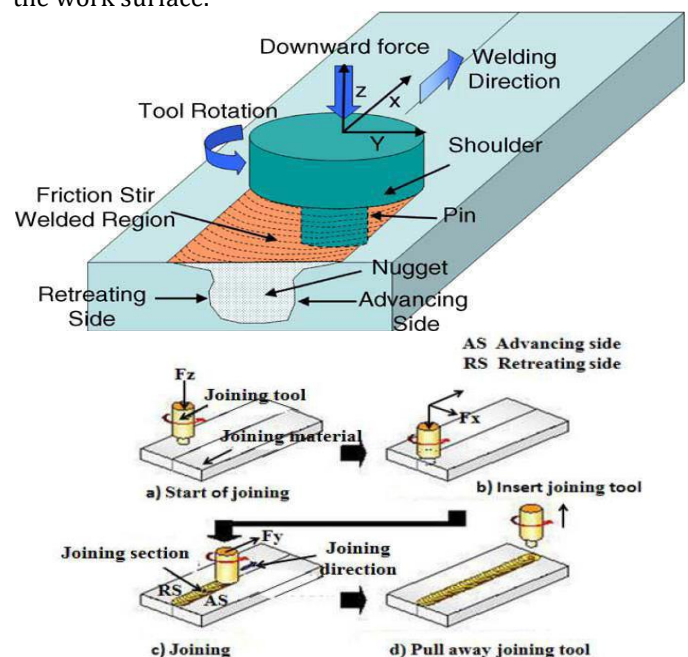 the work surface.
Downward force
Welding
Direction
z
x
Y
Tool Rotation
Shoulder
Friction Stir
Welded Region
Pin
Nugget
Retreating
Side
Advancing
Side
AS Advancing side
RS Retreating side
Fz
Joining tool
Joining material
a) Start of joining
Fx
b) Insert joining tool
Fy
Joining section
Joining
direction
RS
AS
c) Joining
d) Pull away joining tool